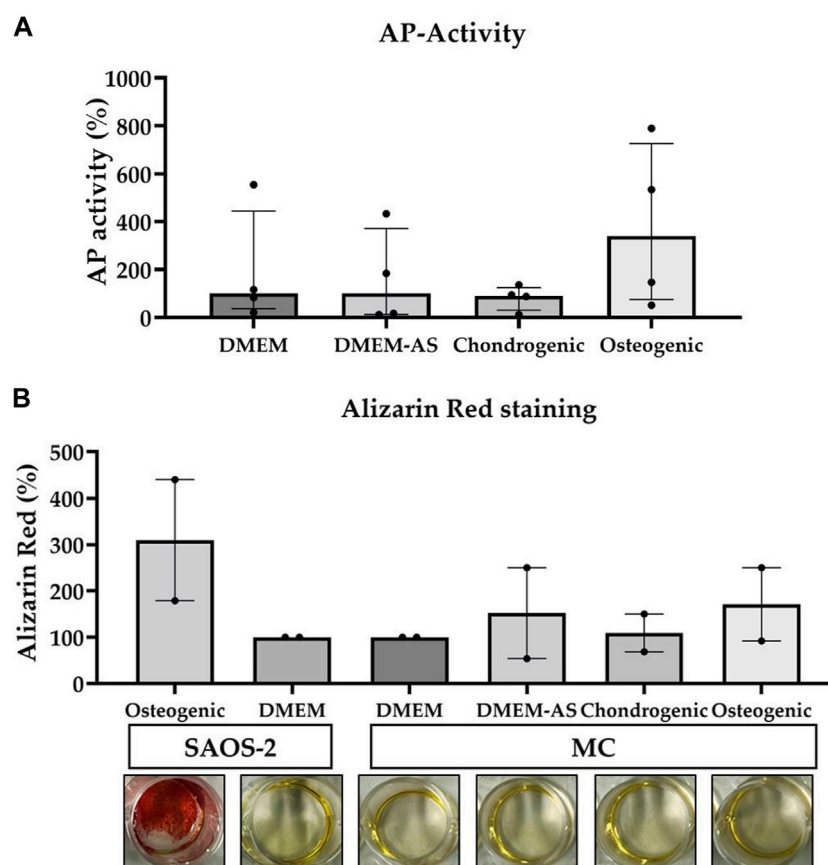 A
AP-Activity
AP activity (%)
1000
800
600
400
200
0
DMEM DMEM-AS Chondrogenic Osteogenic
B
Alizarin Red staining
Alizarin Red (%)
500
400
300
200
100
0
Osteogenic DMEM DMEM DMEM-AS Chondrogenic Osteogenic
SAOS-2 MC